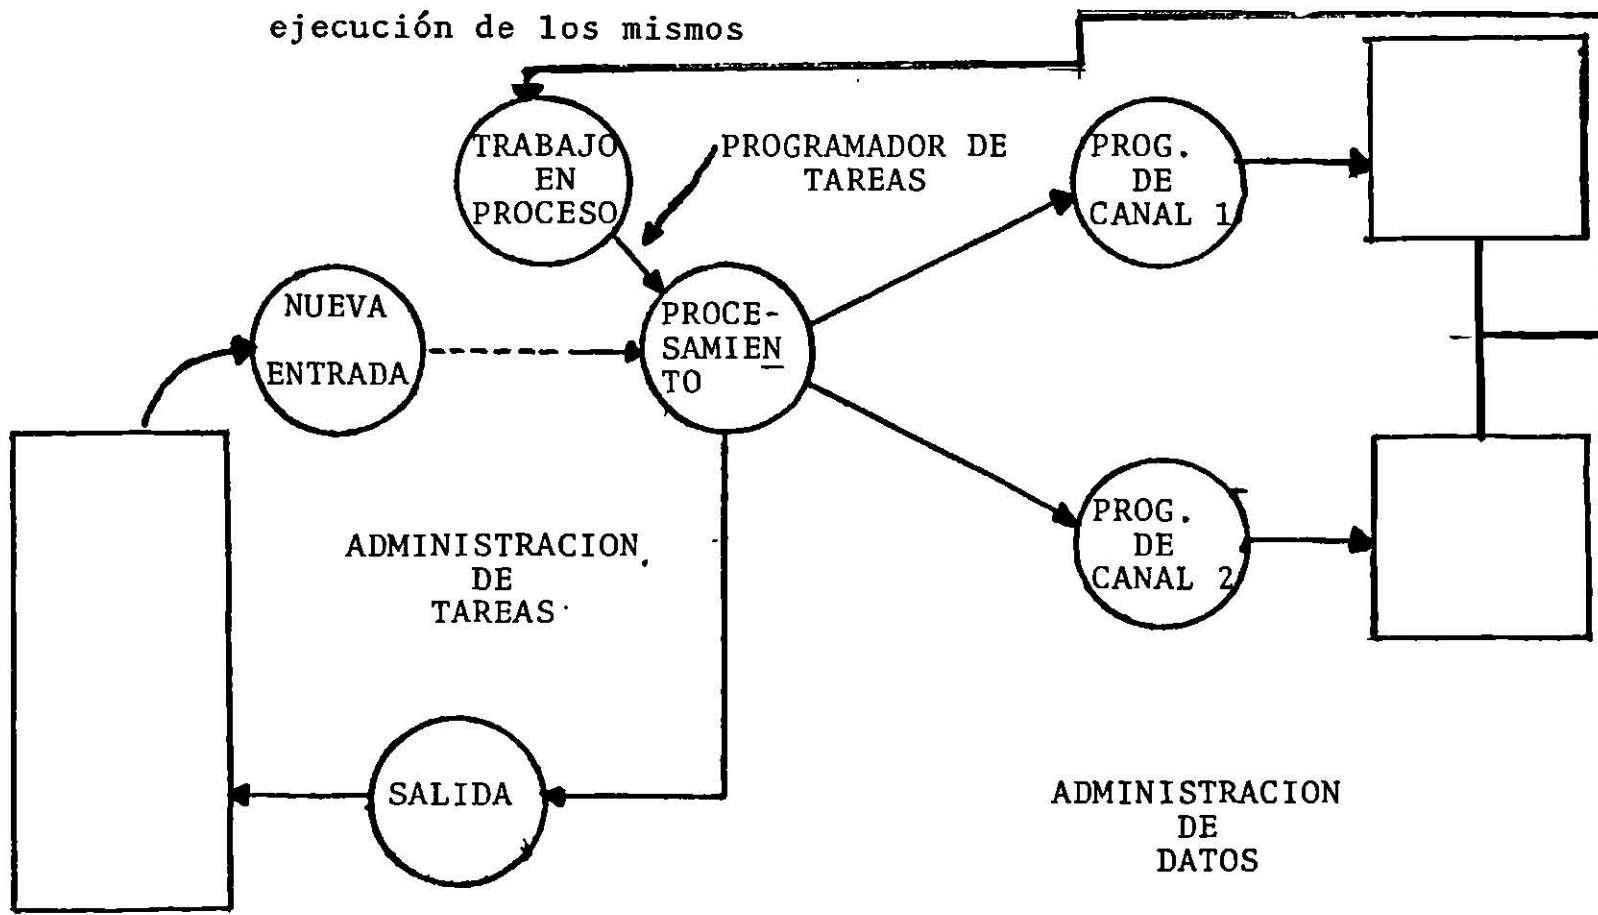 ejecución de los mismos
TRABAJO
EN
PROCESO
PROGRAMADOR DE
TAREAS
PROG.
DE
CANAL 1
NUEVA
ENTRADA
PROCE-
SAMIEN
TO
PROG.
DE
CANAL 2
ADMINISTRACION
DE
TAREAS
SALIDA
ADMINISTRACION
DE
DATOS